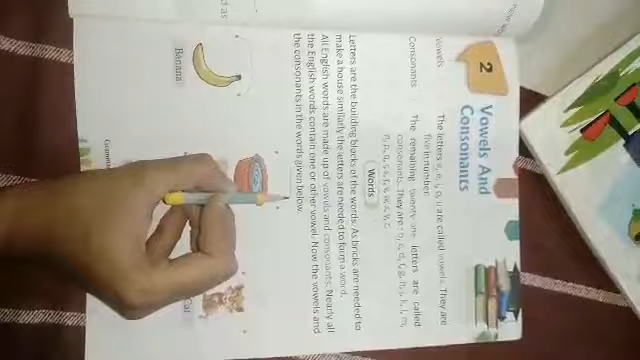 2
Vowels And
Consonants
Vowels The letters a, e, i, o, u are called vowels. They are
five in number.
Consonants The remaining twenty one letters are called
consonants. They are : b, c, d, f, g, h, j, k, l, m,
n, p, q, r, s, t, v, w, x, y, z.
Words
Letters are the building blocks of the words. As bricks are needed to
make a house similarly the letters are needed to form a word.
All English words are made up of vowels and consonants. Nearly all
the English words contain one or other vowel. Now the vowels and
the consonants in the words given below.
Banana